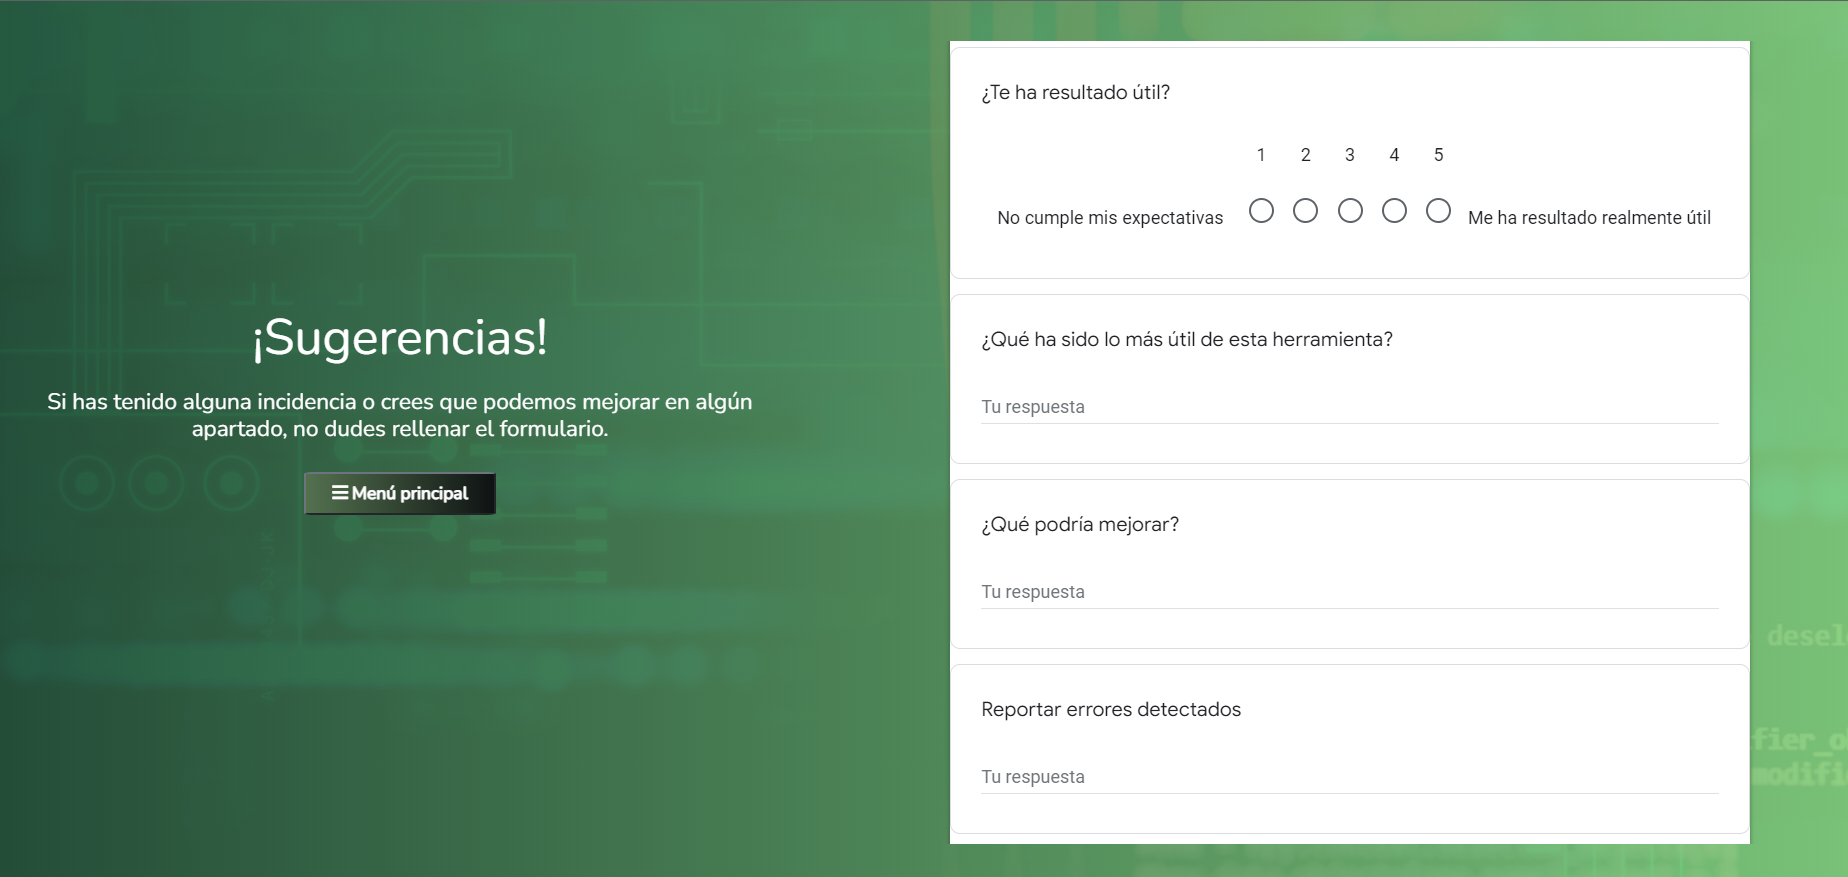 ¡Sugerencias!
Si has tenido alguna incidencia o crees que podemos mejorar en algún
apartado, no dudes rellenar el formulario.
Menú principal
¿Te ha resultado útil?
1 2 3 4 5
No cumple mis expectativas
Me ha resultado realmente útil
¿Qué ha sido lo más útil de esta herramienta?
Tu respuesta
¿Qué podría mejorar?
Tu respuesta
Reportar errores detectados
Tu respuesta